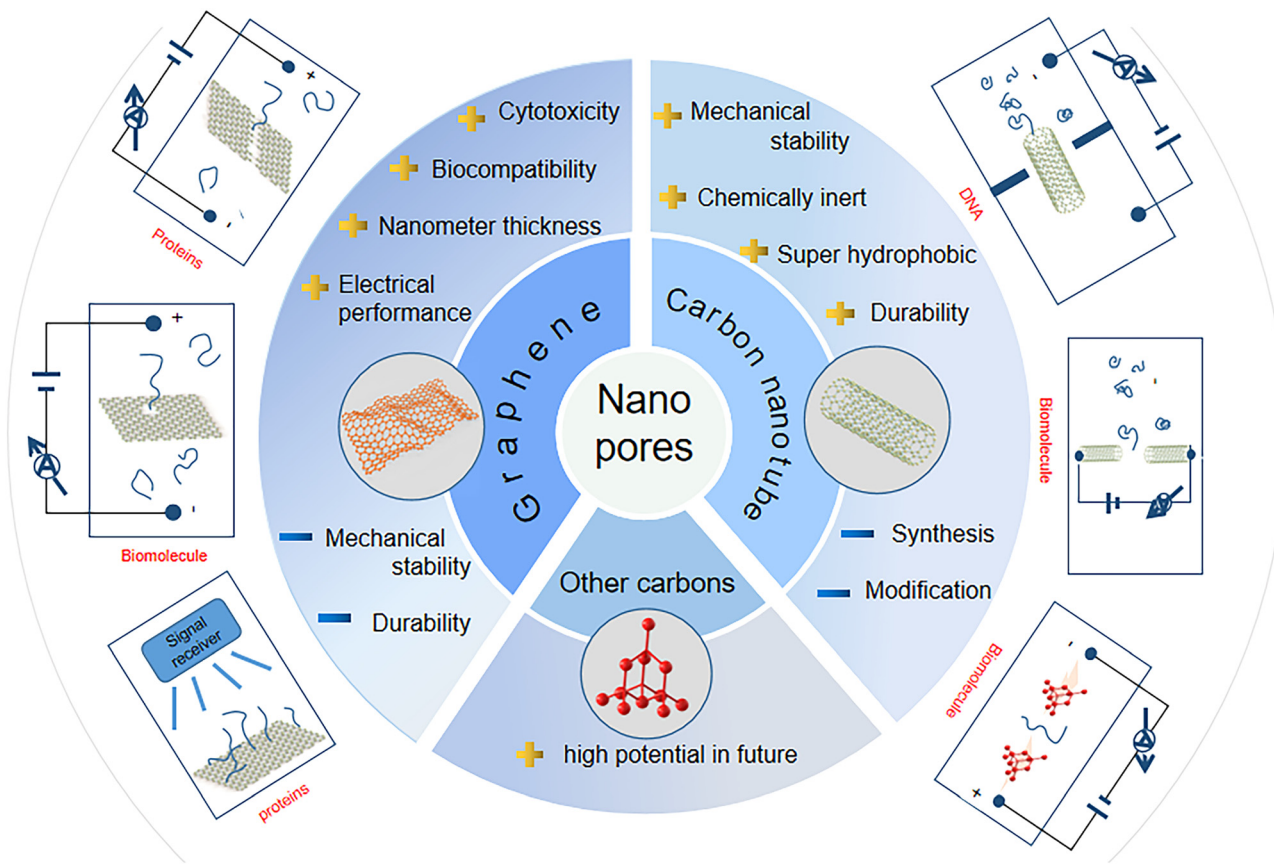 Nano
pores
Graphene
Cytotoxicity
Biocompatibility
Nanometer thickness
Electrical
performance
Mechanical
stability
Durability
Carbon nanotube
Mechanical
stability
Chemically inert
Super hydrophobic
Durability
Synthesis
Modification
Other carbons
high potential in future
+
A
-
Proteins
+
A
-
Biomolecule
Signal
receiver
proteins
-
A
DNA
-
A
Biomolecule
-
A
+
Biomolecule